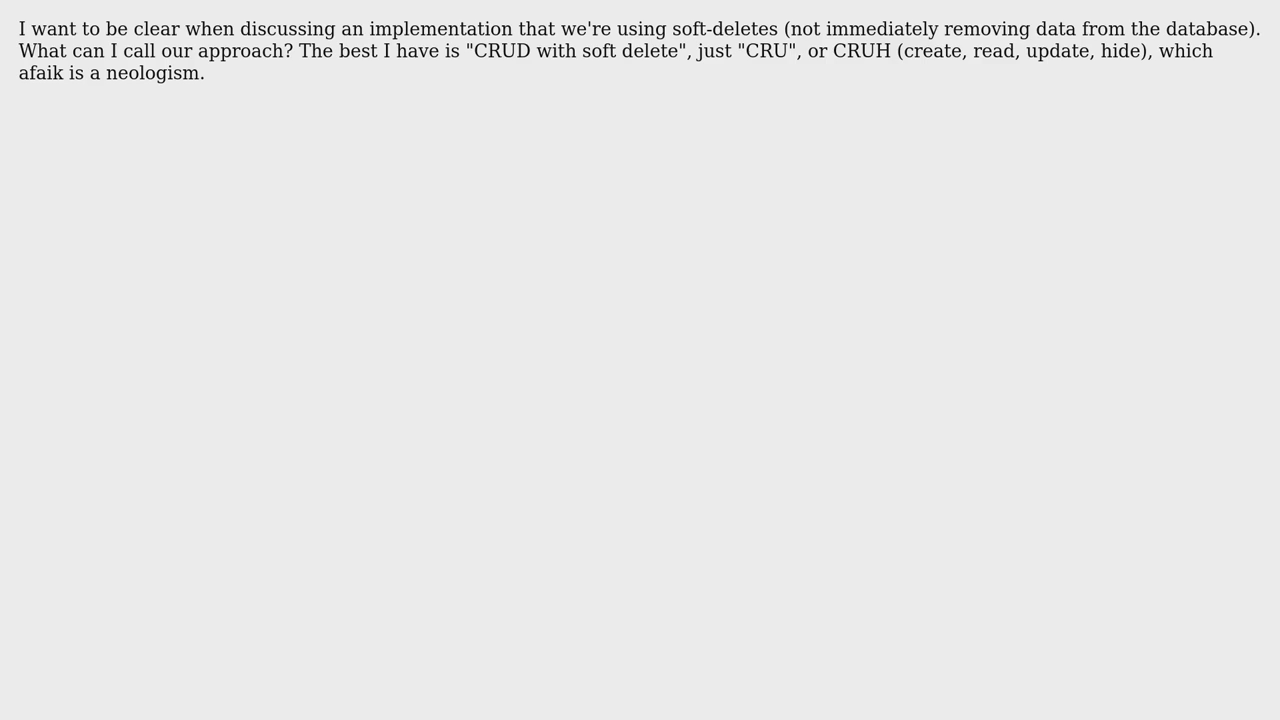 I want to be clear when discussing an implementation that we're using soft-deletes (not immediately removing data from the database).
What can I call our approach? The best I have is "CRUD with soft delete", just "CRU", or CRUH (create, read, update, hide), which
afaik is a neologism.